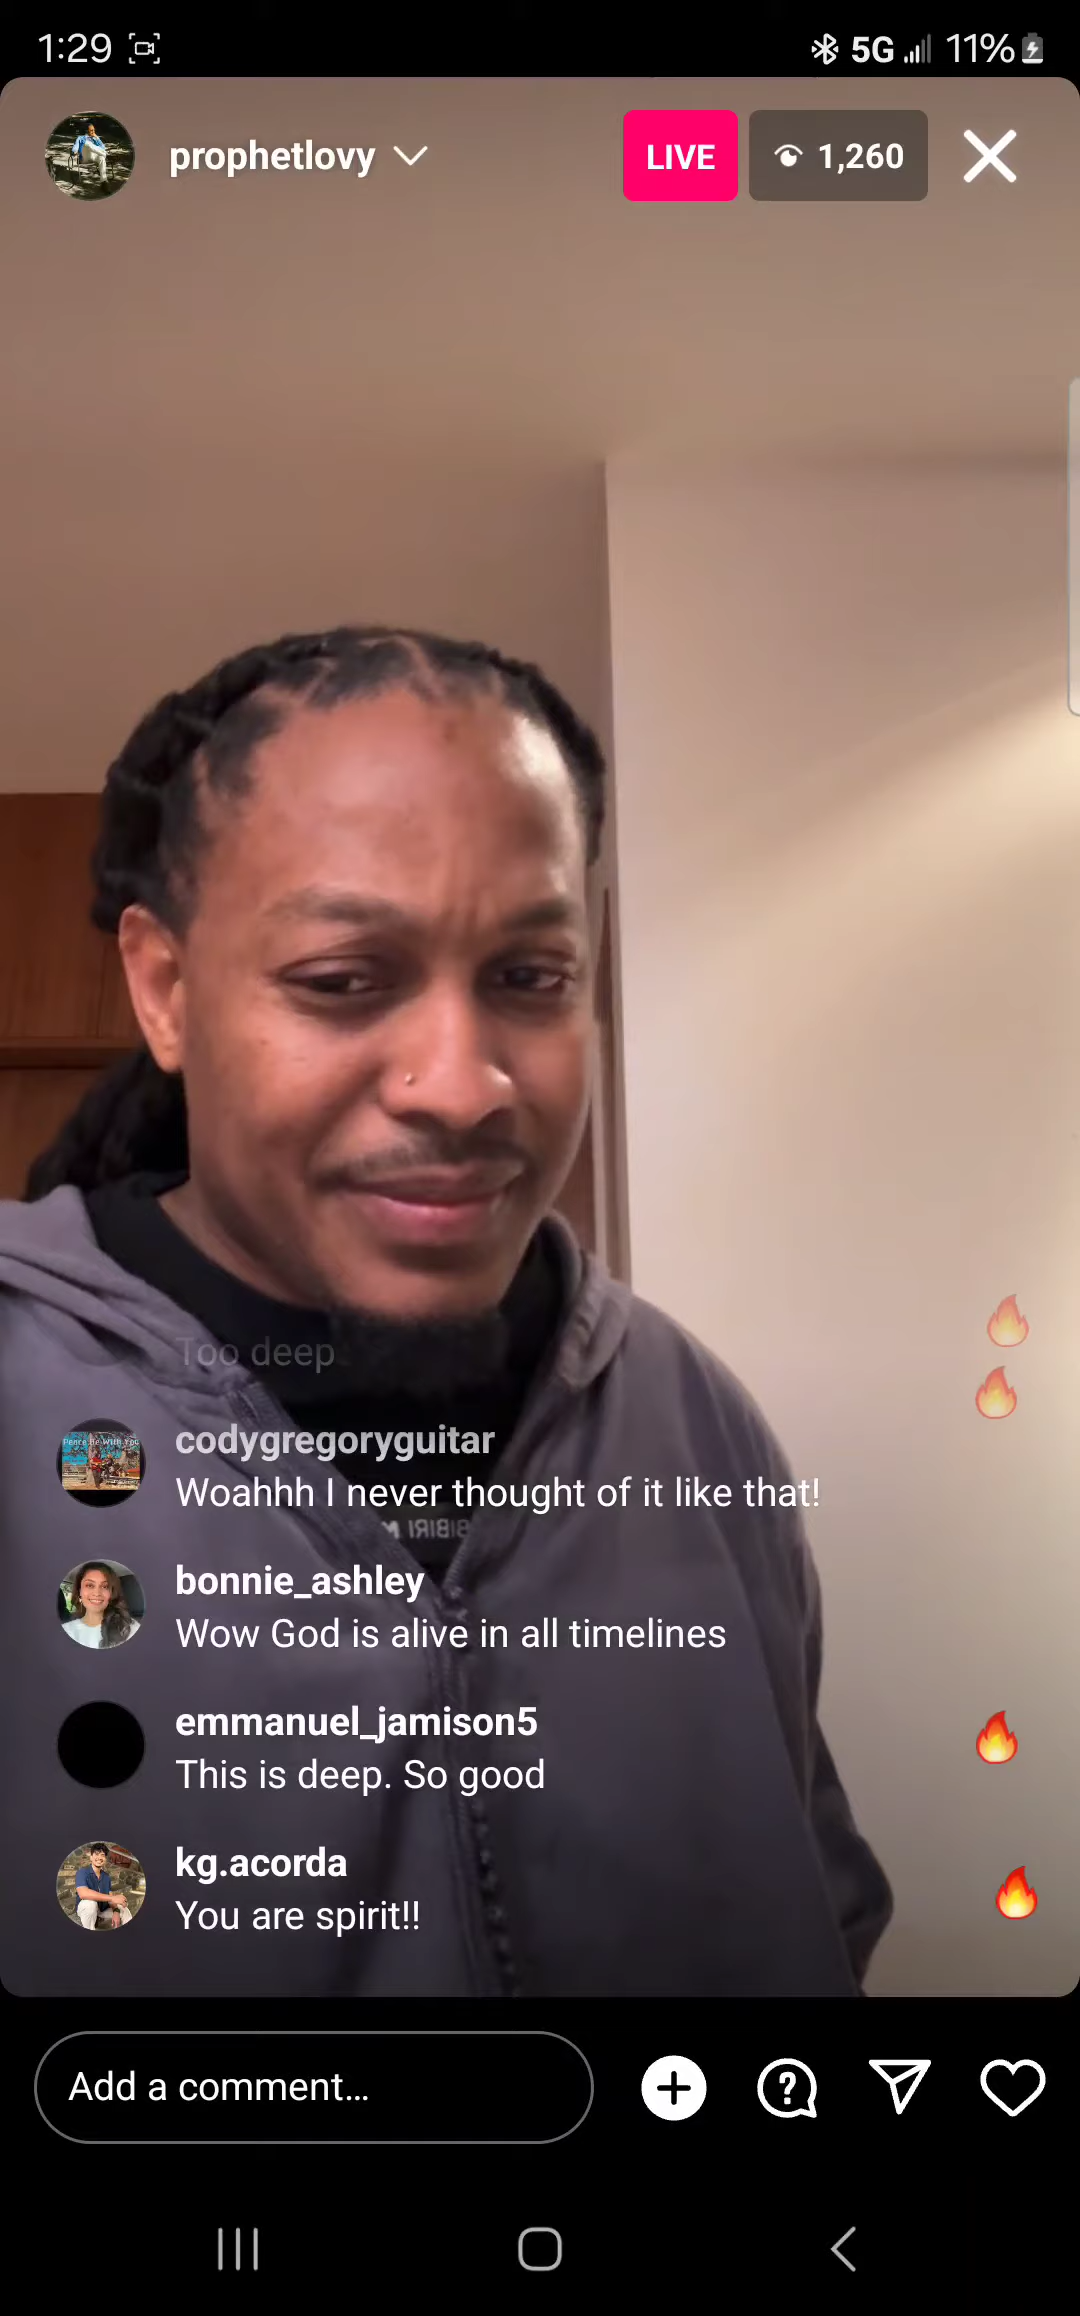 1:29
5G 11%
prophetlovy
LIVE
1,260
Too deep
codygregoryguitar
Woahhh I never thought of it like that!
bonnie_ashley
Wow God is alive in all timelines
emmanuel_jamison5
This is deep. So good
kg.acorda
You are spirit!!
Add a comment...